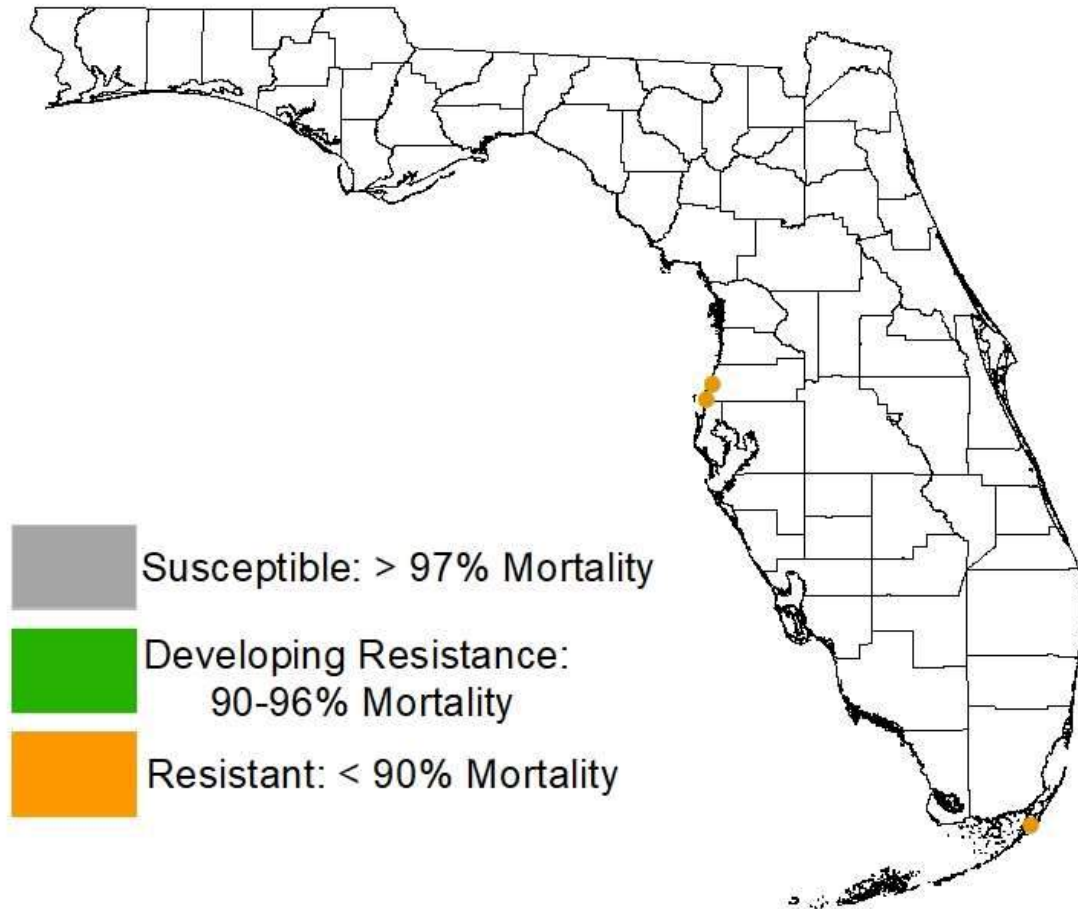 Susceptible: > 97% Mortality
Developing Resistance:
90-96% Mortality
Resistant: < 90% Mortality